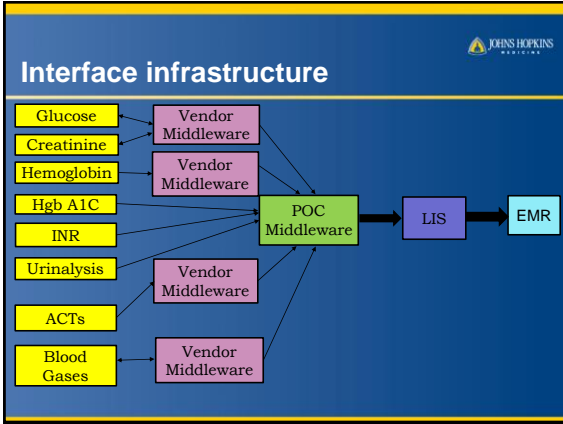 JOHNS HOPKINS
MEDICINE
Interface infrastructure
Glucose
Creatinine
Hemoglobin
Hgb A1C
INR
Urinalysis
ACTs
Blood
Gases
Vendor
Middleware
Vendor
Middleware
Vendor
Middleware
Vendor
Middleware
POC
Middleware
LIS
EMR